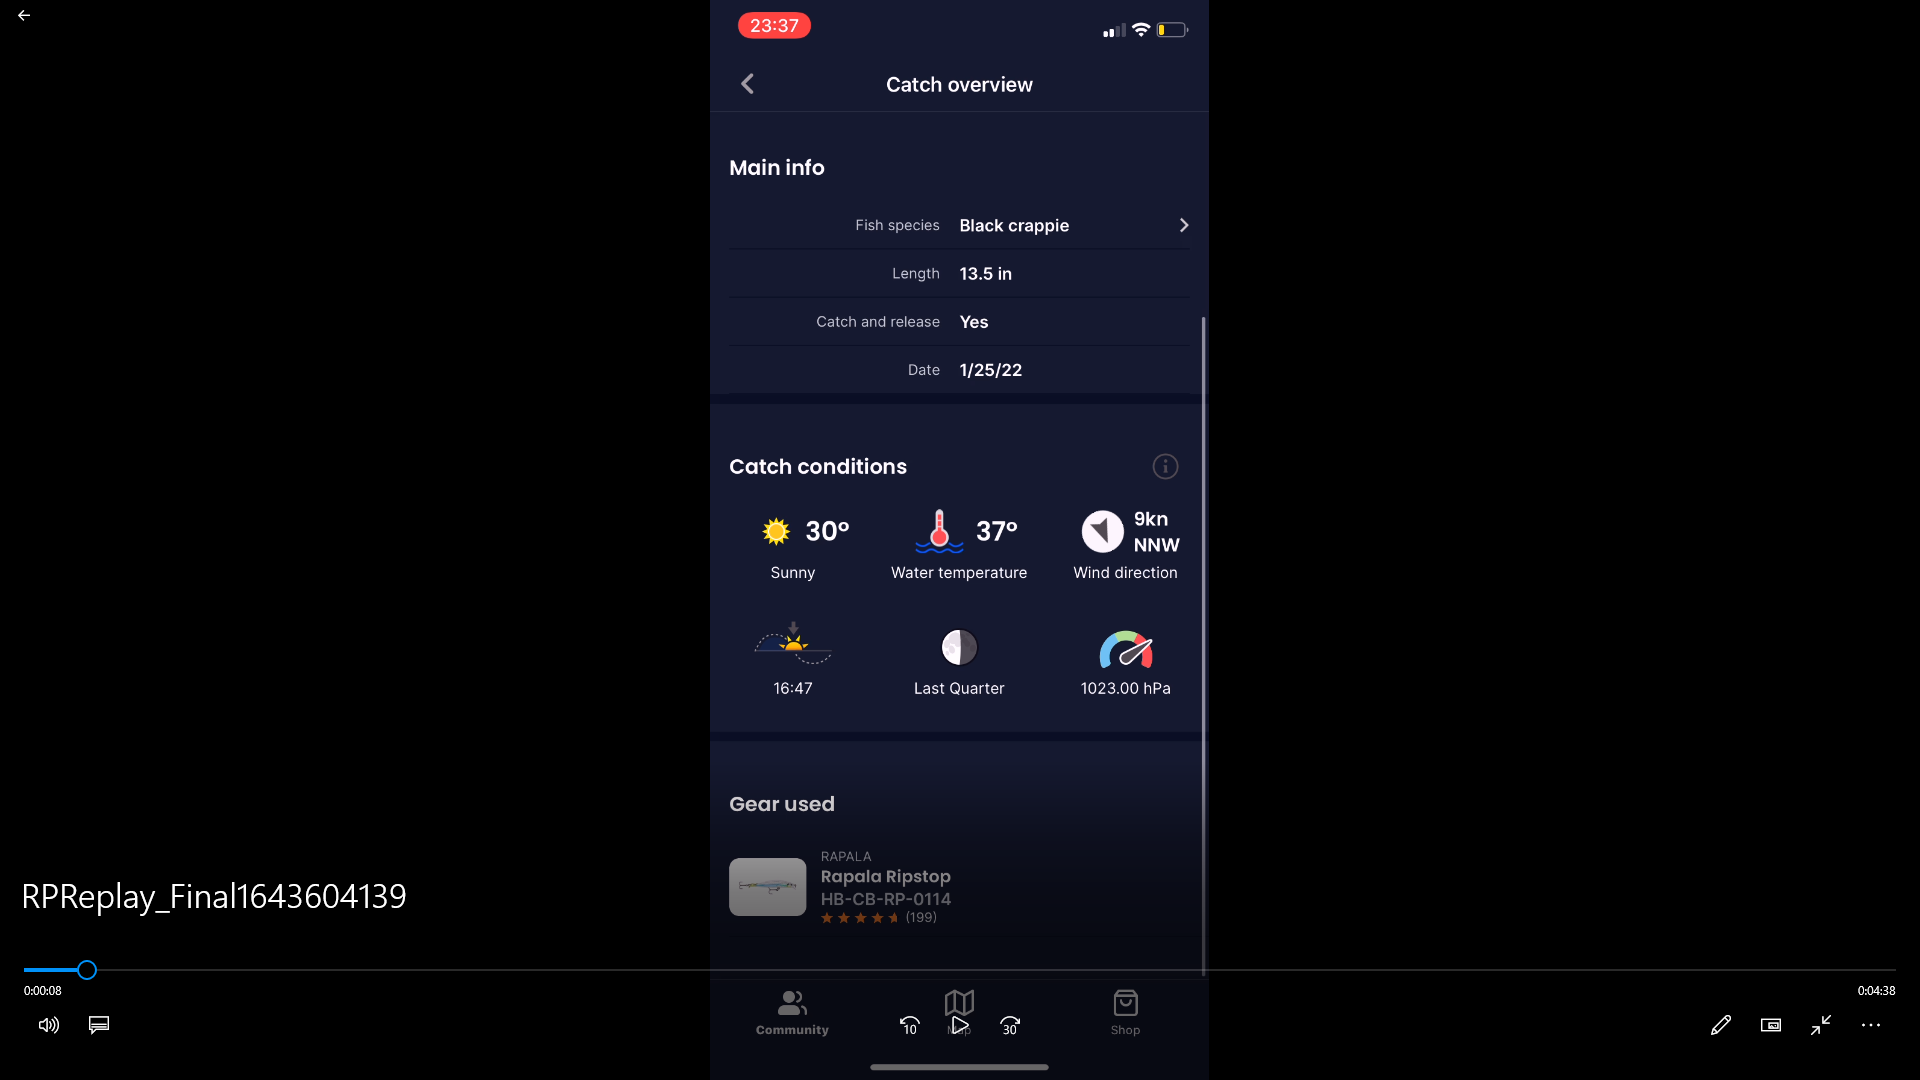 23:37
Catch overview
Main info
Fish species Black crappie
Length 13.5 in
Catch and release Yes
Date 1/25/22
Catch conditions
30°
Sunny
37°
Water temperature
9kn
NNW
Wind direction
16:47
Last Quarter
1023.00 hPa
Gear used
RAPALA
Rapala Ripstop
HB-CB-RP-0114
(199)
RPReplay_Final1643604139
0:00:08
0:04:38
Community
Map
Shop
10
30